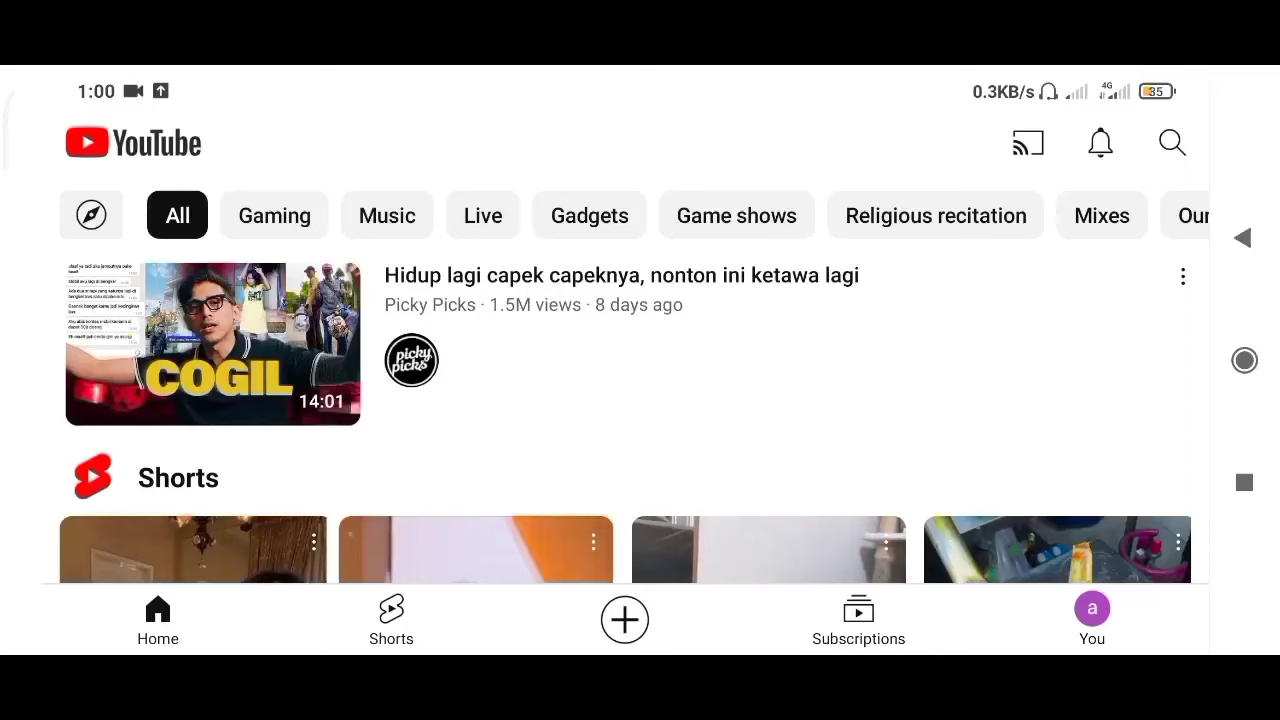 1:00
0.3KB/s
4G
35
YouTube
All
Gaming
Music
Live
Gadgets
Game shows
Religious recitation
Mixes
Our
Hidup lagi capek capeknya, nonton ini ketawa lagi
Picky Picks · 1.5M views · 8 days ago
picky
picks
COGIL
14:01
Shorts
Home
Shorts
Subscriptions
a
You